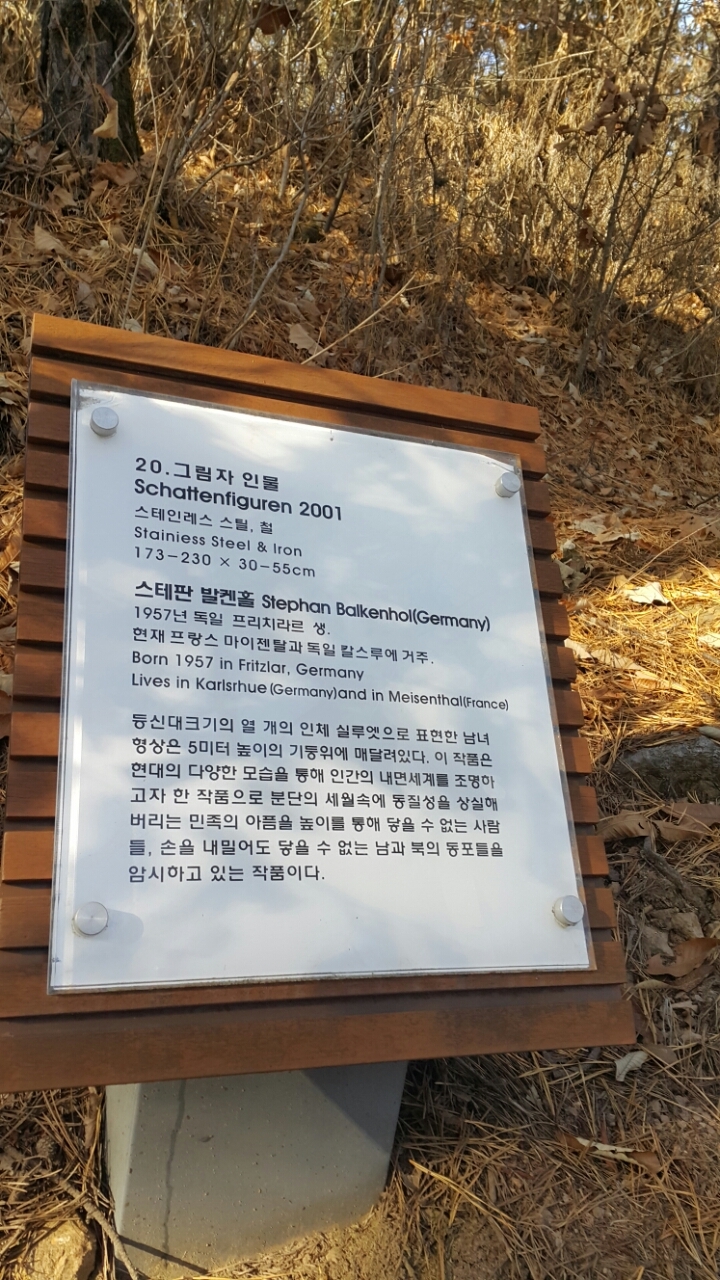 20.그림자 인물
Schattenfiguren 2001
스테인레스 스틸, 철
Stainiess Steel & Iron
173-230 × 30-55cm
스테판 발켄홀 Stephan Balkenhol(Germany)
1957년 독일 프리치라르 생.
현재 프랑스 마이젠탈과 독일 칼스루에 거주.
Born 1957 in Fritzlar, Germany
Lives in Karlsrhue(Germany)and in Meisenthal(France)
등신대크기의 열 개의 인체 실루엣으로 표현한 남녀
형상은 5미터 높이의 기둥위에 매달려있다. 이 작품은
현대의 다양한 모습을 통해 인간의 내면세계를 조명하
고자 한 작품으로 분단의 세월속에 동질성을 상실해
버리는 민족의 아픔을 높이를 통해 닿을 수 없는 사람
들, 손을 내밀어도 닿을 수 없는 남과 북의 동포들을
암시하고 있는 작품이다.